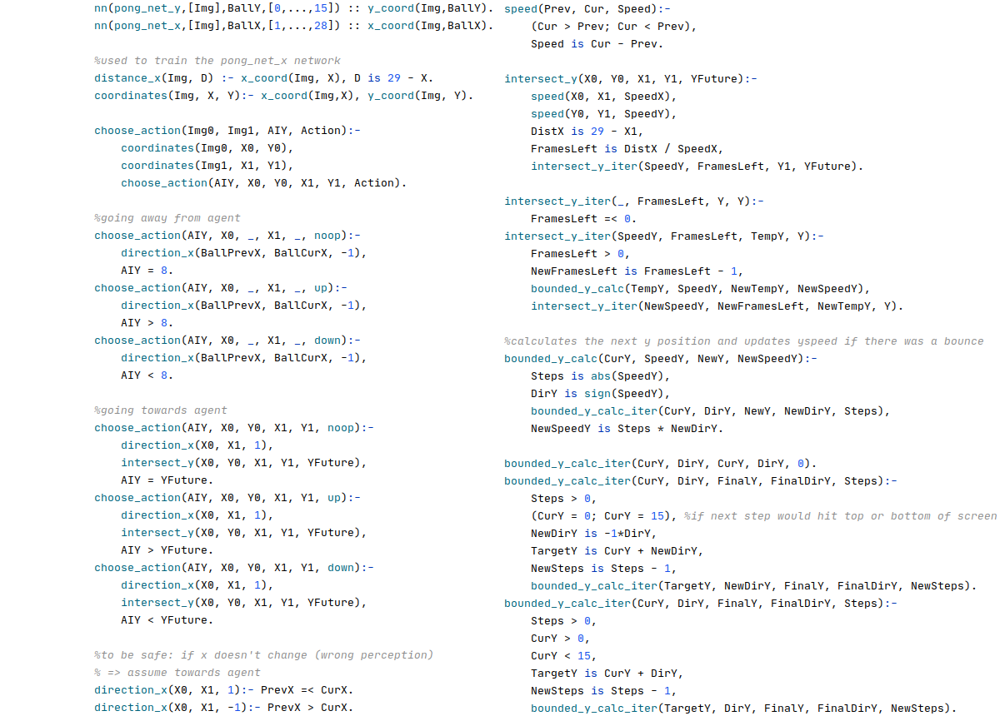 nn(pong_net_y,[Img],BallY,[0,...,15]) :: y_coord(Img,BallY).
nn(pong_net_x,[Img],BallX,[1,...,28]) :: x_coord(Img,BallX).
%used to train the pong_net_x network
distance_x(Img, D) :- x_coord(Img, X), D is 29 - X.
coordinates(Img, X, Y):- x_coord(Img,X), y_coord(Img, Y).
choose_action(Img0, Img1, AIY, Action):-
    coordinates(Img0, X0, Y0),
    coordinates(Img1, X1, Y1),
    choose_action(AIY, X0, Y0, X1, Y1, Action).
%going away from agent
choose_action(AIY, X0, _, X1, _, noop):-
    direction_x(BallPrevX, BallCurX, -1),
    AIY = 8.
choose_action(AIY, X0, _, X1, _, up):-
    direction_x(BallPrevX, BallCurX, -1),
    AIY > 8.
choose_action(AIY, X0, _, X1, _, down):-
    direction_x(BallPrevX, BallCurX, -1),
    AIY < 8.
%going towards agent
choose_action(AIY, X0, Y0, X1, Y1, noop):-
    direction_x(X0, X1, 1),
    intersect_y(X0, Y0, X1, Y1, YFuture),
    AIY = YFuture.
choose_action(AIY, X0, Y0, X1, Y1, up):-
    direction_x(X0, X1, 1),
    intersect_y(X0, Y0, X1, Y1, YFuture),
    AIY > YFuture.
choose_action(AIY, X0, Y0, X1, Y1, down):-
    direction_x(X0, X1, 1),
    intersect_y(X0, Y0, X1, Y1, YFuture),
    AIY < YFuture.
%to be safe: if x doesn't change (wrong perception)
% => assume towards agent
direction_x(X0, X1, 1):- PrevX =< CurX.
direction_x(X0, X1, -1):- PrevX > CurX.
speed(Prev, Cur, Speed):-
    (Cur > Prev; Cur < Prev),
    Speed is Cur - Prev.
intersect_y(X0, Y0, X1, Y1, YFuture):-
    speed(X0, X1, SpeedX),
    speed(Y0, Y1, SpeedY),
    DistX is 29 - X1,
    FramesLeft is DistX / SpeedX,
    intersect_y_iter(SpeedY, FramesLeft, Y1, YFuture).
intersect_y_iter(_, FramesLeft, Y, Y):-
    FramesLeft =< 0.
intersect_y_iter(SpeedY, FramesLeft, TempY, Y):-
    FramesLeft > 0,
    NewFramesLeft is FramesLeft - 1,
    bounded_y_calc(TempY, SpeedY, NewTempY, NewSpeedY),
    intersect_y_iter(NewSpeedY, NewFramesLeft, NewTempY, Y).
%calculates the next y position and updates yspeed if there was a bounce
bounded_y_calc(CurY, SpeedY, NewY, NewSpeedY):-
    Steps is abs(SpeedY),
    DirY is sign(SpeedY),
    bounded_y_calc_iter(CurY, DirY, NewY, NewDirY, Steps),
    NewSpeedY is Steps * NewDirY.
bounded_y_calc_iter(CurY, DirY, CurY, DirY, 0).
bounded_y_calc_iter(CurY, DirY, FinalY, FinalDirY, Steps):-
    Steps > 0,
    (CurY = 0; CurY = 15), %if next step would hit top or bottom of screen
    NewDirY is -1*DirY,
    TargetY is CurY + NewDirY,
    NewSteps is Steps - 1,
    bounded_y_calc_iter(TargetY, NewDirY, FinalY, FinalDirY, NewSteps).
bounded_y_calc_iter(CurY, DirY, FinalY, FinalDirY, Steps):-
    Steps > 0,
    CurY > 0,
    CurY < 15,
    TargetY is CurY + DirY,
    NewSteps is Steps - 1,
    bounded_y_calc_iter(TargetY, DirY, FinalY, FinalDirY, NewSteps).